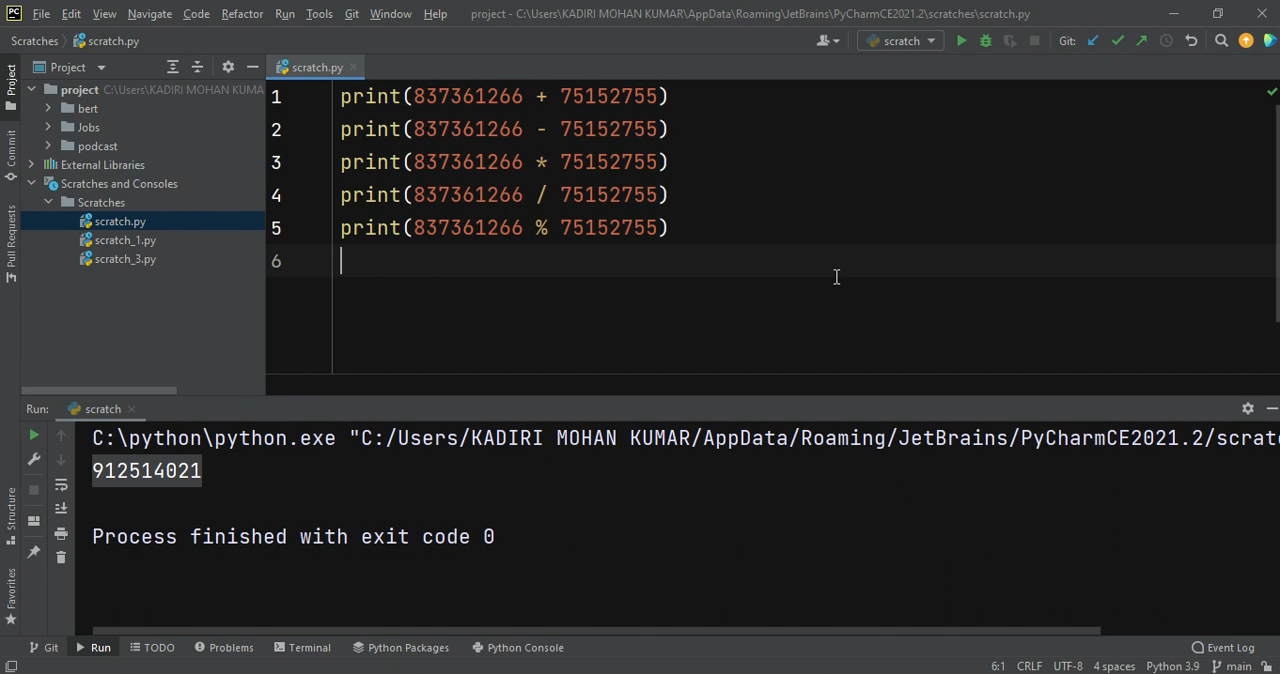 PC File Edit View Navigate Code Refactor Run Tools Git Window Help project - C:\Users\KADIRI MOHAN KUMAR\AppData\Roaming\JetBrains\PyCharmCE2021.2\scratches\scratch.py
Scratches scratch.py scratch Git:
Project scratch.py
Project
Commit
Pull Requests
Structure
Favorites
project C:\Users\KADIRI MOHAN KUMA
bert
Jobs
podcast
External Libraries
Scratches and Consoles
Scratches
scratch.py
scratch_1.py
scratch_3.py
1 print(837361266 + 75152755)
2 print(837361266 - 75152755)
3 print(837361266 * 75152755)
4 print(837361266 / 75152755)
5 print(837361266 % 75152755)
6
Run: scratch
C:\python\python.exe "C:/Users/KADIRI MOHAN KUMAR/AppData/Roaming/JetBrains/PyCharmCE2021.2/scrat
912514021
Process finished with exit code 0
Git Run TODO Problems Terminal Python Packages Python Console Event Log
6:1 CRLF UTF-8 4 spaces Python 3.9 main